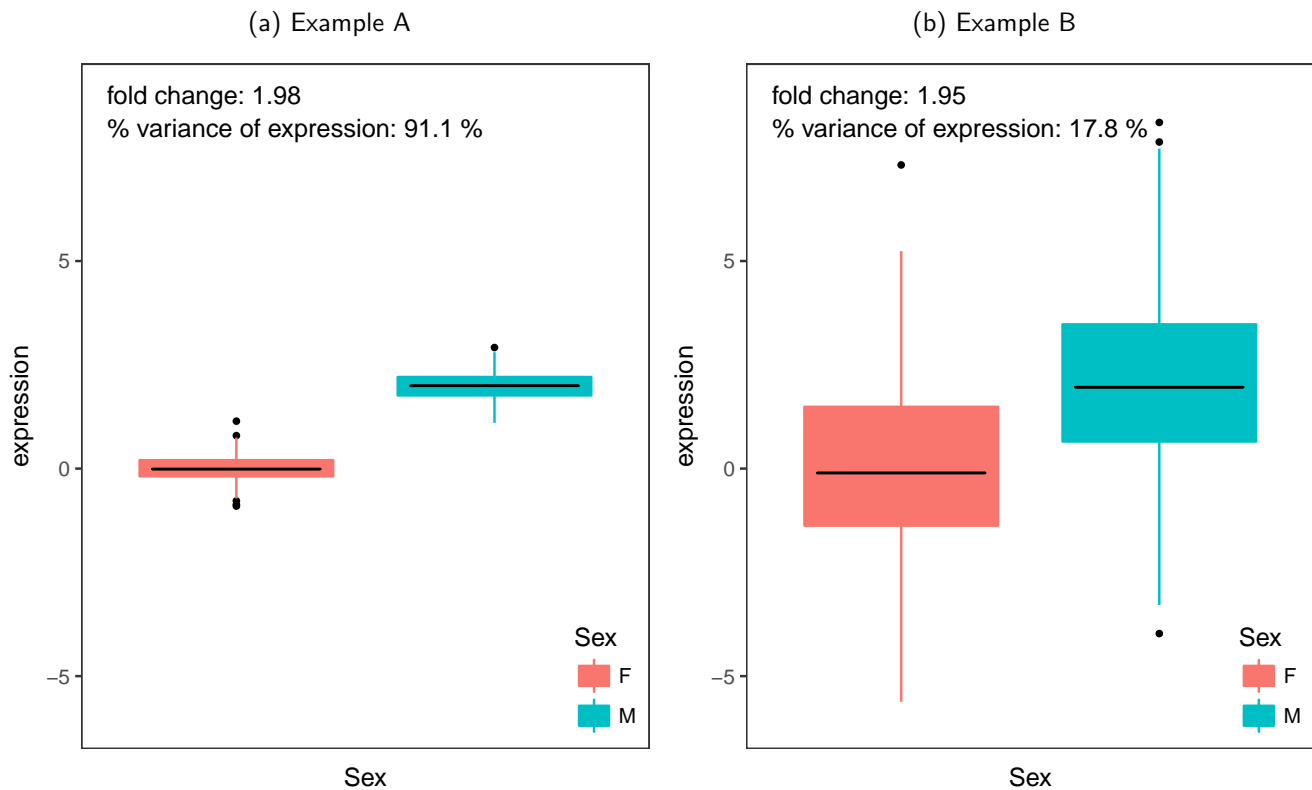 (a) Example A
fold change: 1.98
% variance of expression: 91.1 %
5
0
−5
expression
Sex
F
M
Sex
(b) Example B
fold change: 1.95
% variance of expression: 17.8 %
5
0
−5
expression
Sex
F
M
Sex